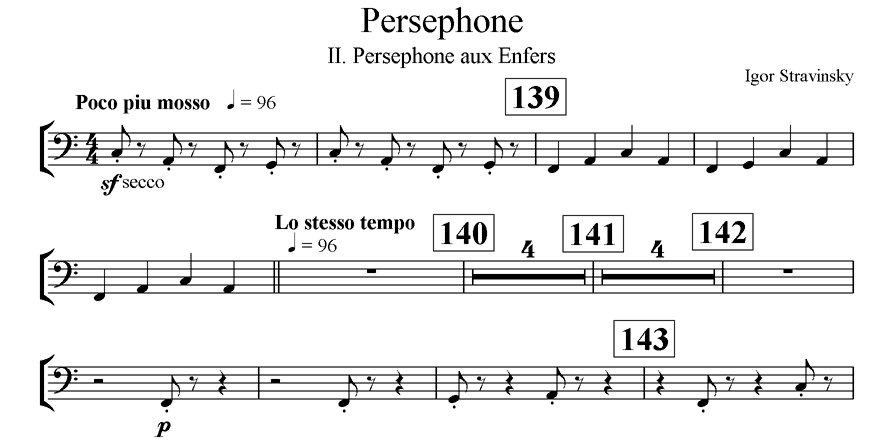 Persephone
II. Persephone aux Enfers
Igor Stravinsky
Poco piu mosso ♩ = 96
139
4
4
sf secco
Lo stesso tempo
♩ = 96
140
4
141
4
142
143
p